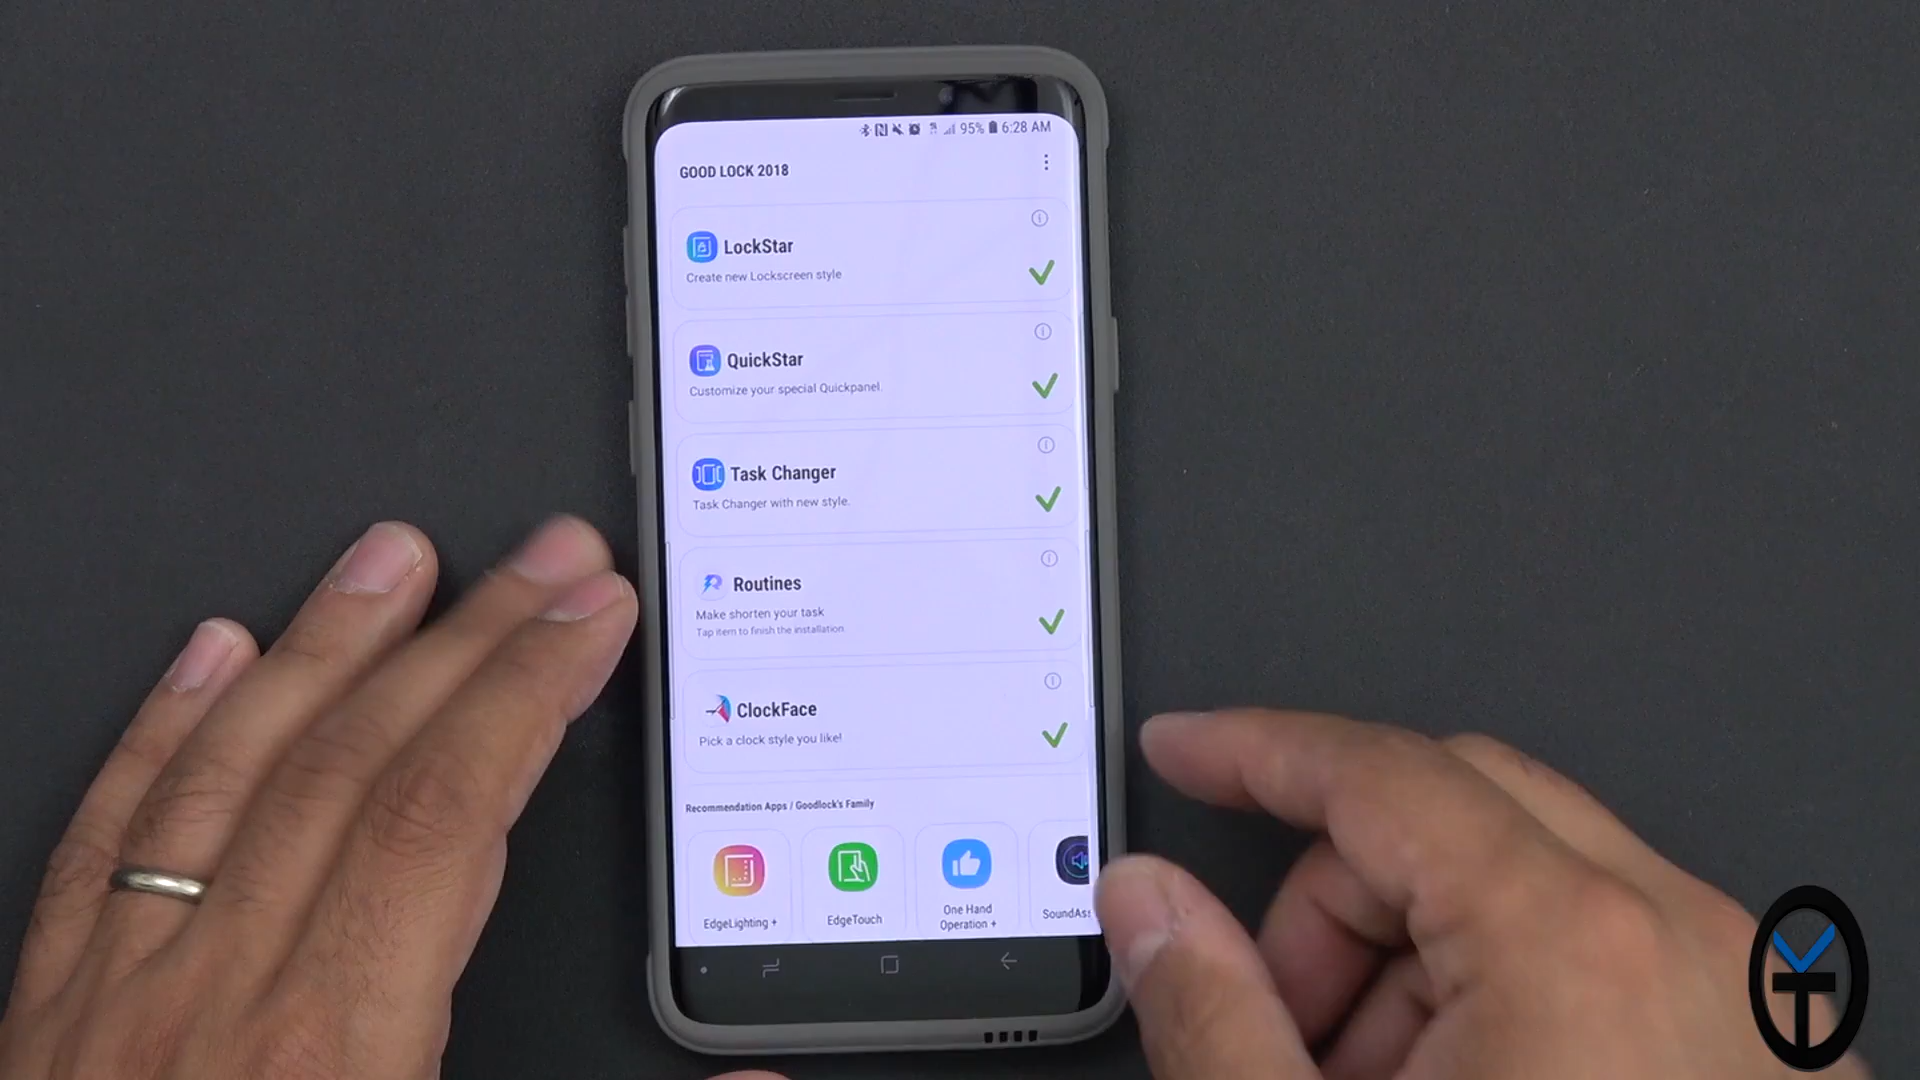 95% 6:28 AM
GOOD LOCK 2018
LockStar
Create new Lockscreen style
QuickStar
Customize your special Quickpanel.
Task Changer
Task Changer with new style.
Routines
Make shorten your task
Tap item to finish the installation
ClockFace
Pick a clock style you like!
Recommendation Apps / Goodlock's Family
EdgeLighting +
EdgeTouch
One Hand
Operation +
SoundAss